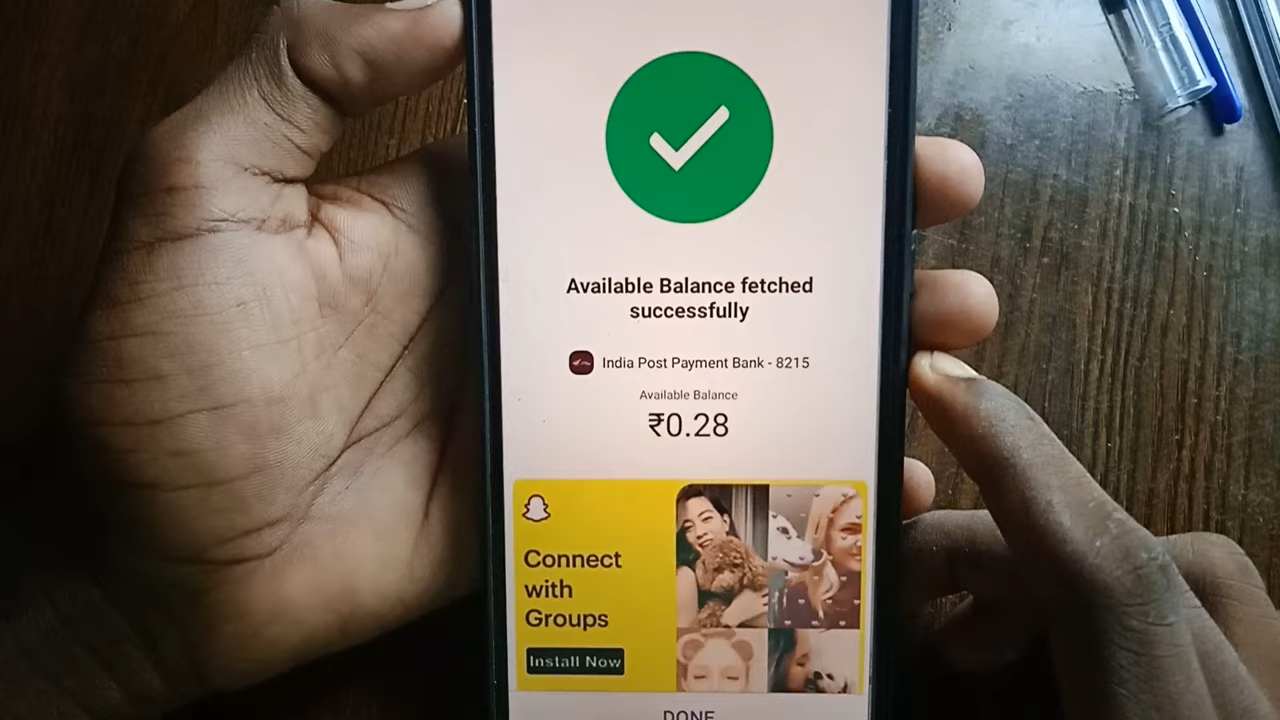 Available Balance fetched
successfully
India Post Payment Bank - 8215
Available Balance
₹0.28
Connect
with
Groups
Install Now
DONE